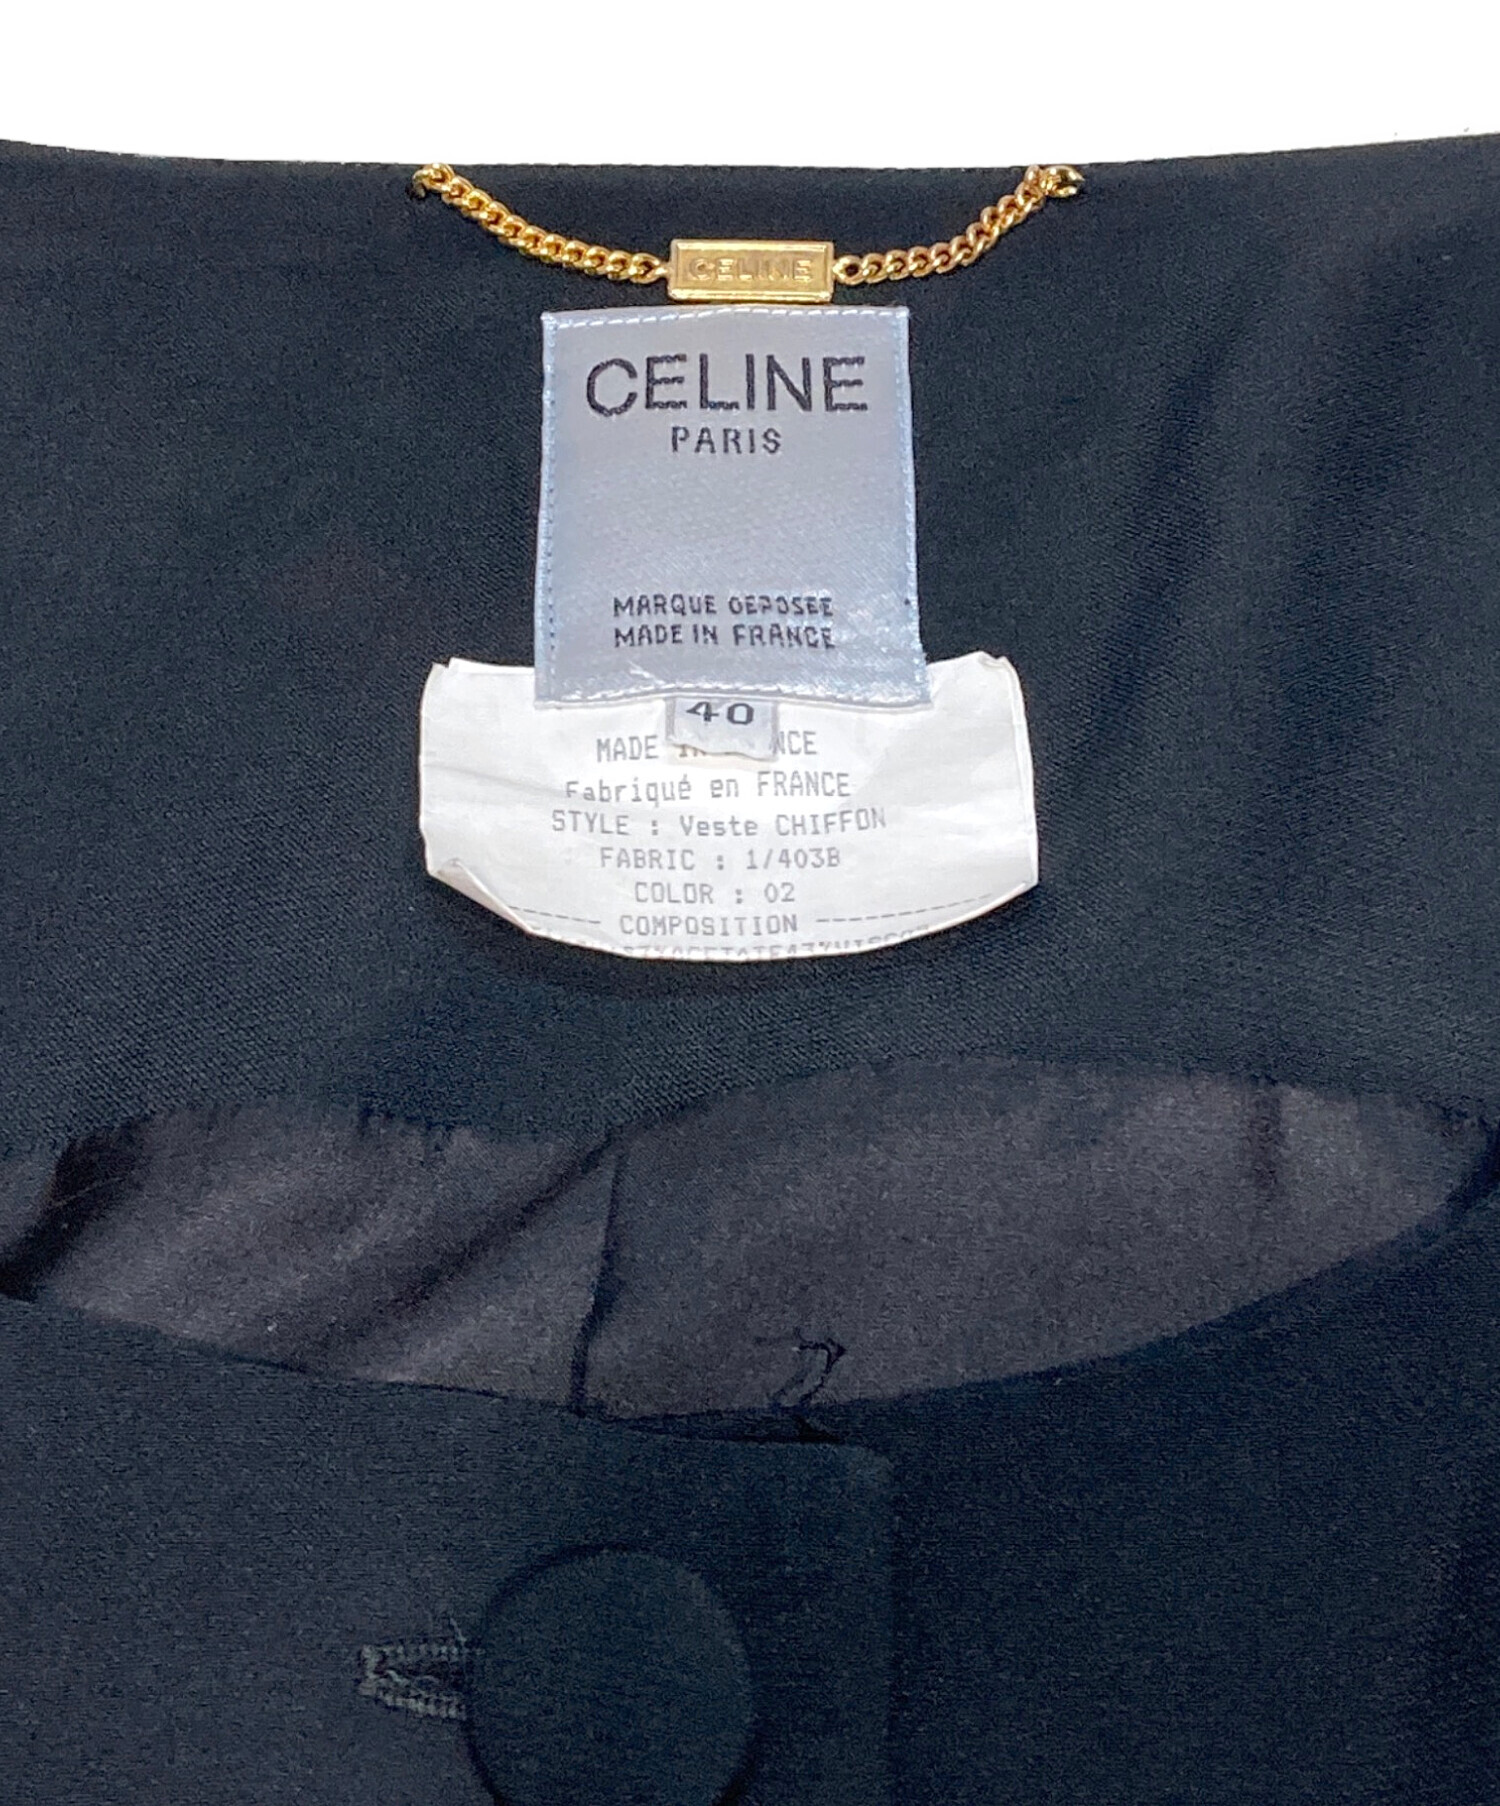 CELINE
CELINE
PARIS
MARQUE DEPOSEE
MADE IN FRANCE
40
MADE
Fabriqué en FRANCE
STYLE : Veste CHIFFON
FABRIC : 1/403B
COLOR : 02
COMPOSITION